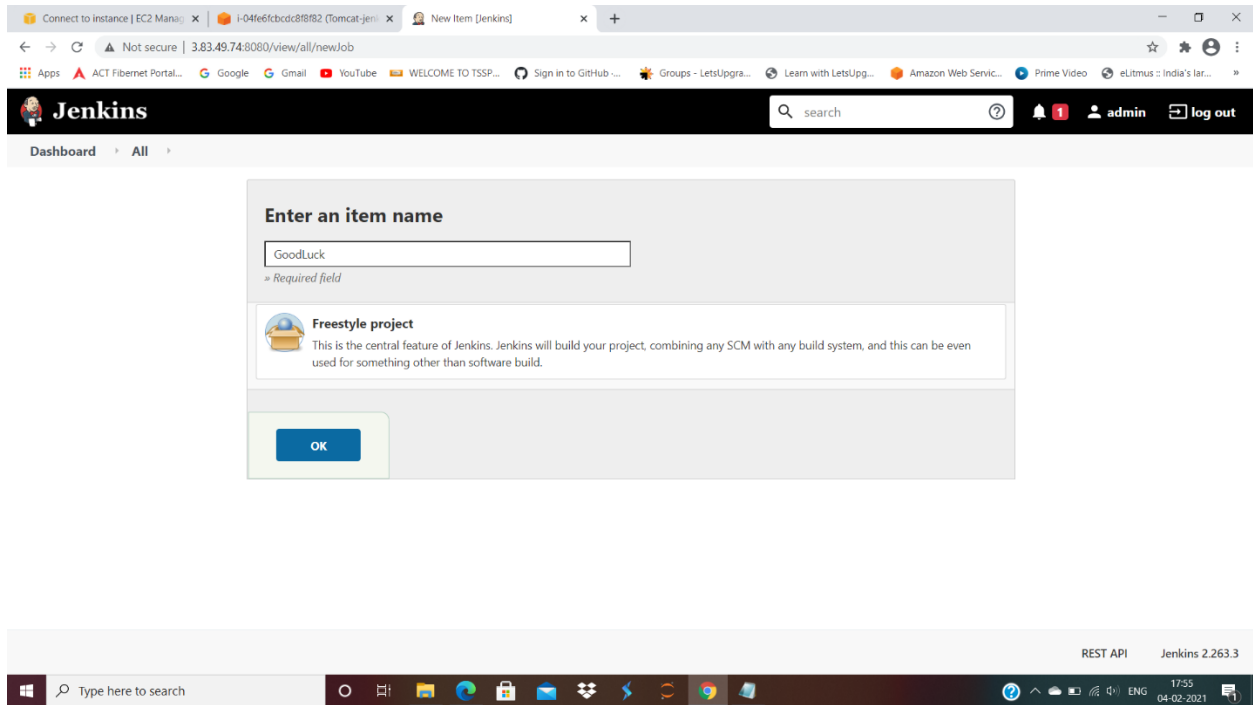 Connect to instance | EC2 Manag
i-04fe6fcbcdc8f8f82 (Tomcat-jen
New Item [Jenkins]
Not secure | 3.83.49.74:8080/view/all/newJob
Apps ACT Fibernet Portal... Google Gmail YouTube WELCOME TO TSSP... Sign in to GitHub ·... Groups - LetsUpgra... Learn with LetsUpg... Amazon Web Servic... Prime Video eLitmus :: India's lar... »
Jenkins search 1 admin log out
Dashboard All
Enter an item name
GoodLuck
» Required field
Freestyle project
This is the central feature of Jenkins. Jenkins will build your project, combining any SCM with any build system, and this can be even
used for something other than software build.
OK
REST API Jenkins 2.263.3
Type here to search ENG 17:55
04-02-2021 1